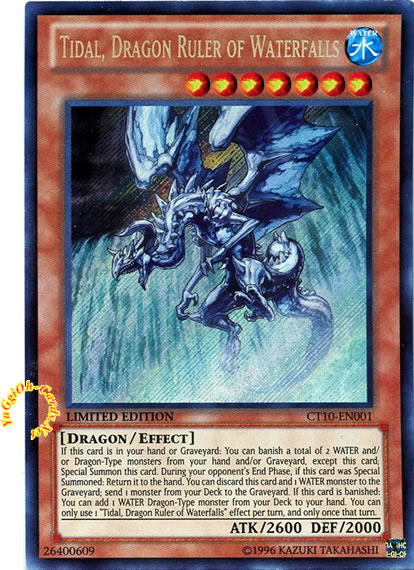 TIDAL, DRAGON RULER OF WATERFALLS
WATER
水
LIMITED EDITION
CT10-EN001
[DRAGON/EFFECT]
If this card is in your hand or Graveyard: You can banish a total of 2 WATER and/
or Dragon-Type monsters from your hand and/or Graveyard, except this card;
Special Summon this card. During your opponent's End Phase, if this card was Special
Summoned: Return it to the hand. You can discard this card and 1 WATER monster to the
Graveyard; send 1 monster from your Deck to the Graveyard. If this card is banished:
You can add 1 WATER Dragon-Type monster from your Deck to your hand. You can
only use 1 "Tidal, Dragon Ruler of Waterfalls" effect per turn, and only once that turn.
ATK/2600 DEF/2000
26400609
©1996 KAZUKI TAKAHASHI
YuGgiOh-Cards.Net